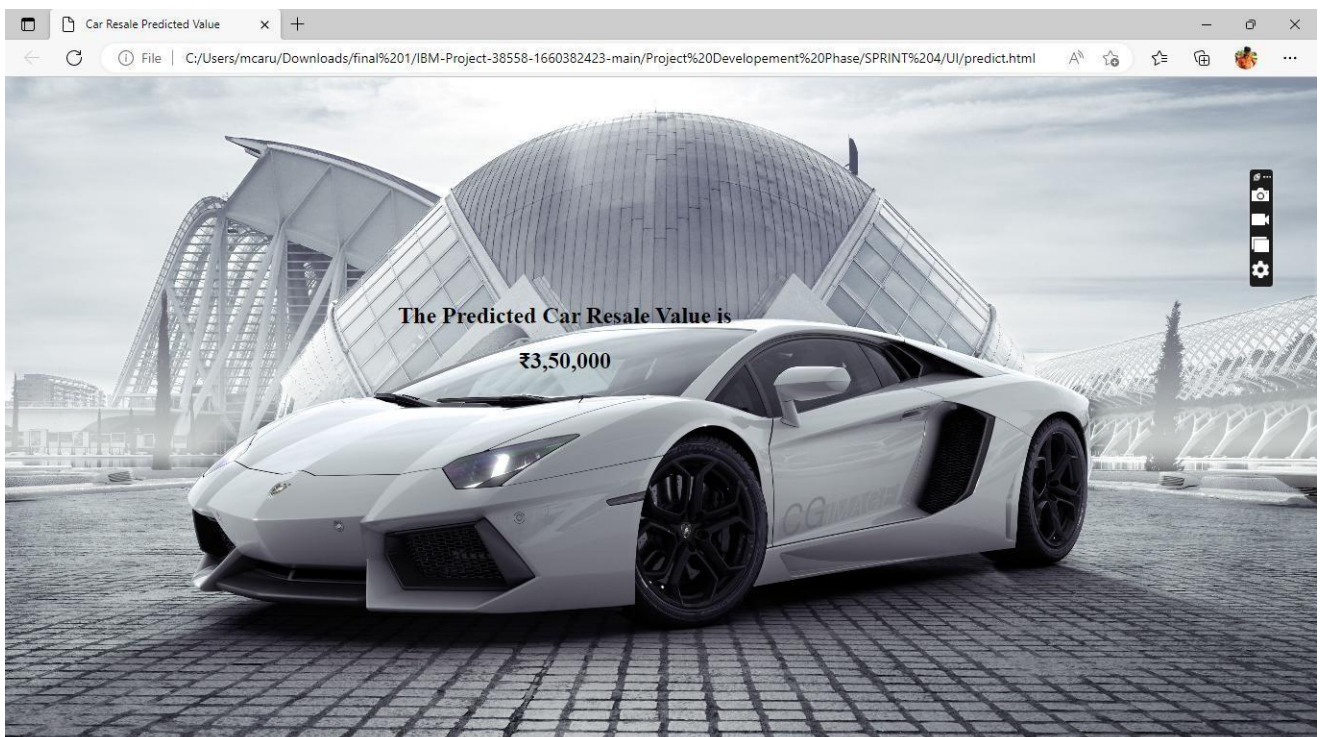 Car Resale Predicted Value
File
C:/Users/mcaru/Downloads/final%201/IBM-Project-38558-1660382423-main/Project%20Developement%20Phase/SPRINT%204/UI/predict.html
The Predicted Car Resale Value is
₹3,50,000